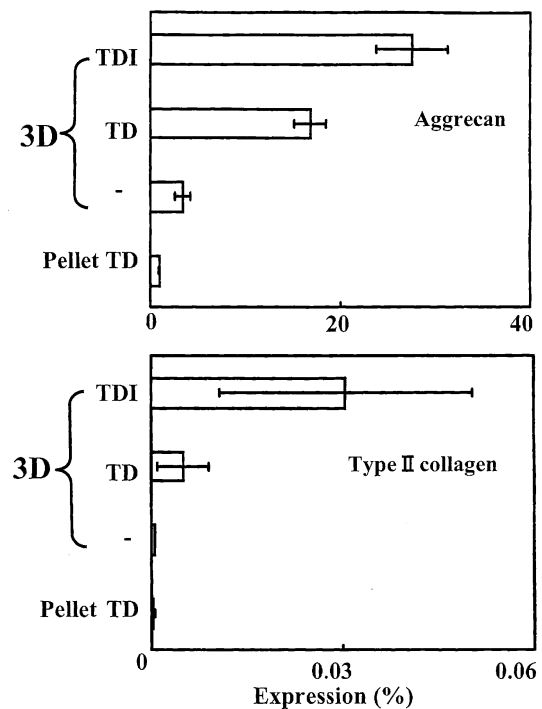 TDI
3D
TD
Aggrecan
-
Pellet TD
0 20 40
TDI
3D
TD
Type Ⅱ collagen
-
Pellet TD
0 0.03 0.06
Expression (%)